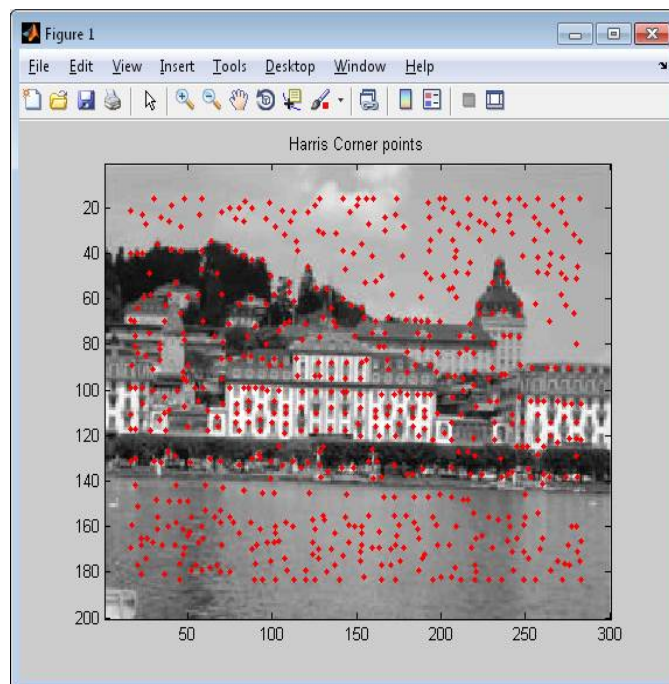 Figure 1
File Edit View Insert Tools Desktop Window Help
Harris Corner points
20
40
60
80
100
120
140
160
180
200
50 100 150 200 250 300